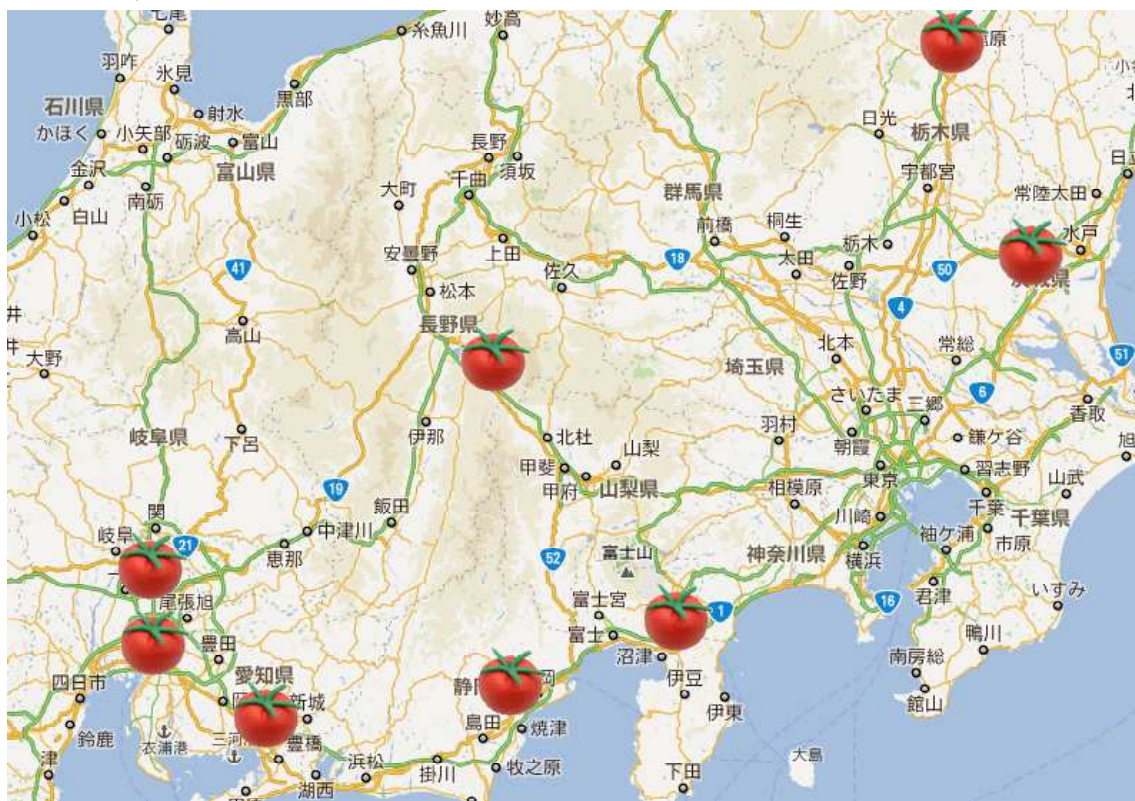 七尾
妙高
糸魚川
羽咋
氷見
黒部
石川県
射水
かほく
小矢部
富山
砺波
富山県
金沢
南砺
白山
小松
長野
須坂
千曲
大町
上田
安曇野
松本
佐久
長野県
41
高山
大野
井
井
群馬県
前橋
桐生
太田
18
日光
栃木県
宇都宮
栃木
佐野
50
4
原
日立
常陸太田
水戸
北
北本
常総
51
埼玉県
さいたま
三郷
6
香取
羽村
朝霞
鎌ケ谷
旭
東京
習志野
山武
相模原
千葉
千葉県
川崎
袖ケ浦
市原
神奈川県
横浜
君津
いすみ
16
鴨川
南房総
館山
岐阜県
下呂
伊那
北杜
山梨
甲斐
甲府
山梨県
19
飯田
関
中津川
岐阜
21
恵那
52
富士山
尾張旭
富士宮
1
豊田
富士
沼津
愛知県
静
岡
伊豆
四日市
新城
島田
伊東
鈴鹿
衣浦港
三河
豊橋
焼津
大島
津
浜松
掛川
牧之原
湖西
下田